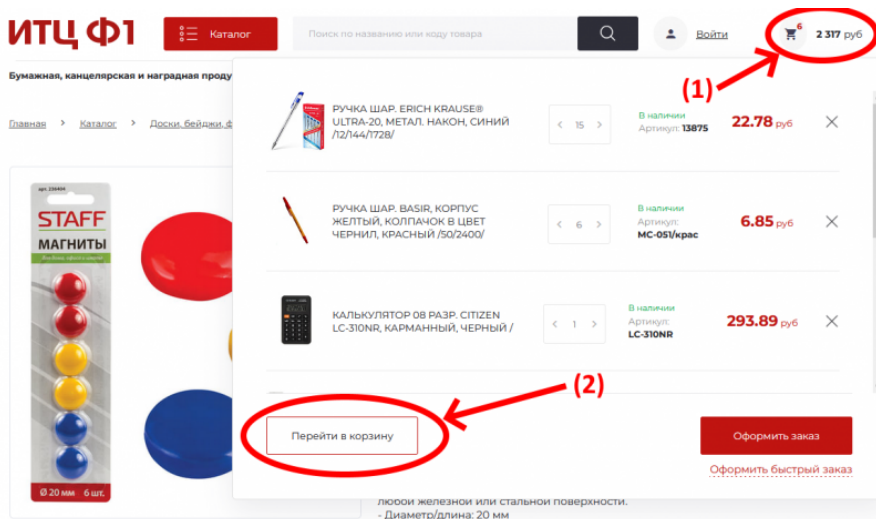 ИТЦ Ф1
Каталог
Поиск по названию или коду товара
Войти
6
2 317 руб
(1)
Бумажная, канцелярская и наградная проду
Главная > Каталог > Доски, бейджи, ф
РУЧКА ШАР. ERICH KRAUSE®
ULTRA-20, МЕТАЛ. НАКОН, СИНИЙ
/12/144/1728/
< 15 >
В наличии
Артикул: 13875
22.78 руб
РУЧКА ШАР. BASIR, КОРПУС
ЖЕЛТЫЙ, КОЛПАЧОК В ЦВЕТ
ЧЕРНИЛ, КРАСНЫЙ /50/2400/
< 6 >
В наличии
Артикул:
МС-051/крас
6.85 руб
КАЛЬКУЛЯТОР 08 РАЗР. CITIZEN
LC-310NR, КАРМАННЫЙ, ЧЕРНЫЙ /
< 1 >
В наличии
Артикул:
LC-310NR
293.89 руб
(2)
Перейти в корзину
Оформить заказ
Оформить быстрый заказ
арт. 236404
STAFF
МАГНИТЫ
Ø 20 мм 6 шт.
любой железной или стальной поверхности.
- Диаметр/длина: 20 мм